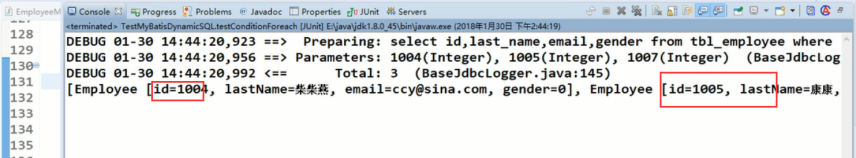 EmployeeM
Console Progress Problems Javadoc Properties JUnit Servers
<terminated> TestMyBatisDynamicSQL.testConditionForeach [JUnit] E:\java\jdk1.8.0_45\bin\javaw.exe (2018年1月30日 下午2:44:19)
128 DEBUG 01-30 14:44:20,923 ==> Preparing: select id,last_name,email,gender from tbl_employee where
129 DEBUG 01-30 14:44:20,956 ==> Parameters: 1004(Integer), 1005(Integer), 1007(Integer) (BaseJdbcLog
130 DEBUG 01-30 14:44:20,992 <== Total: 3 (BaseJdbcLogger.java:145)
131 [Employee [id=1004, lastName=柴柴燕, email=ccy@sina.com, gender=0], Employee [id=1005, lastName=康康,
132
133
134
135